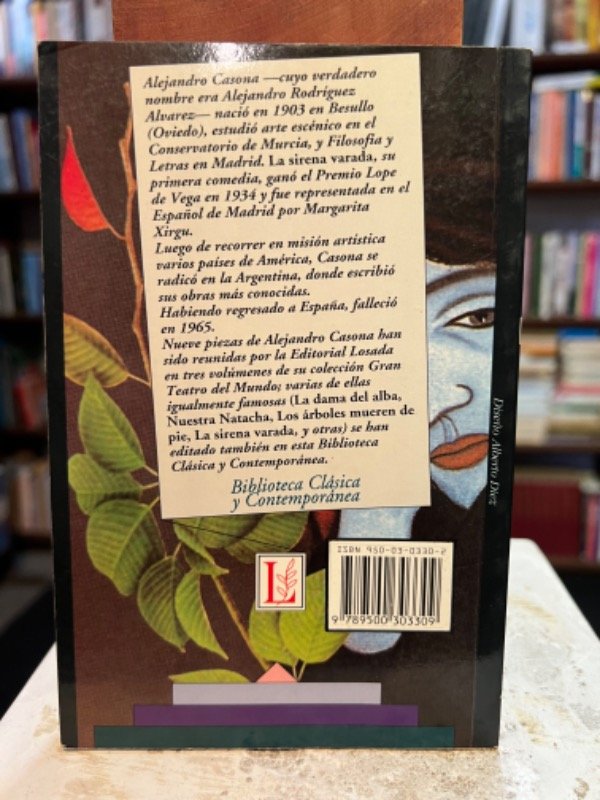 Alejandro Casona —cuyo verdadero
nombre era Alejandro Rodríguez
Alvarez— nació en 1903 en Besullo
(Oviedo), estudió arte escénico en el
Conservatorio de Murcia, y Filosofía y
Letras en Madrid. La sirena varada, su
primera comedia, ganó el Premio Lope
de Vega en 1934 y fue representada en el
Español de Madrid por Margarita
Xirgu.
Luego de recorrer en misión artística
varios países de América, Casona se
radicó en la Argentina, donde escribió
sus obras más conocidas.
Habiendo regresado a España, falleció
en 1965.
Nueve piezas de Alejandro Casona han
sido reunidas por la Editorial Losada
en tres volúmenes de su colección Gran
Teatro del Mundo; varias de ellas
igualmente famosas (La dama del alba,
Nuestra Natacha, Los árboles mueren de
pie, La sirena varada, y otras) se han
editado también en esta Biblioteca
Clásica y Contemporánea.
Biblioteca Clásica
y Contemporánea
Diseño Alberto Diez
L
ISBN 950-03-0330-2
9 789500 303309